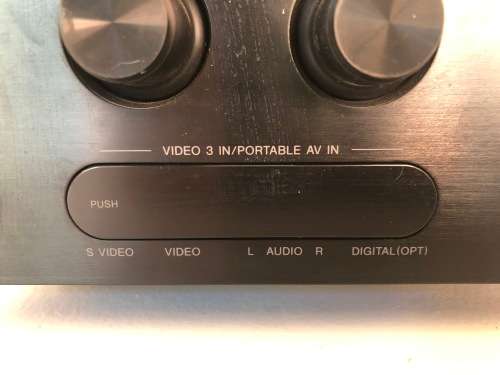 VIDEO 3 IN/PORTABLE AV IN
PUSH
S VIDEO VIDEO L AUDIO R DIGITAL(OPT)